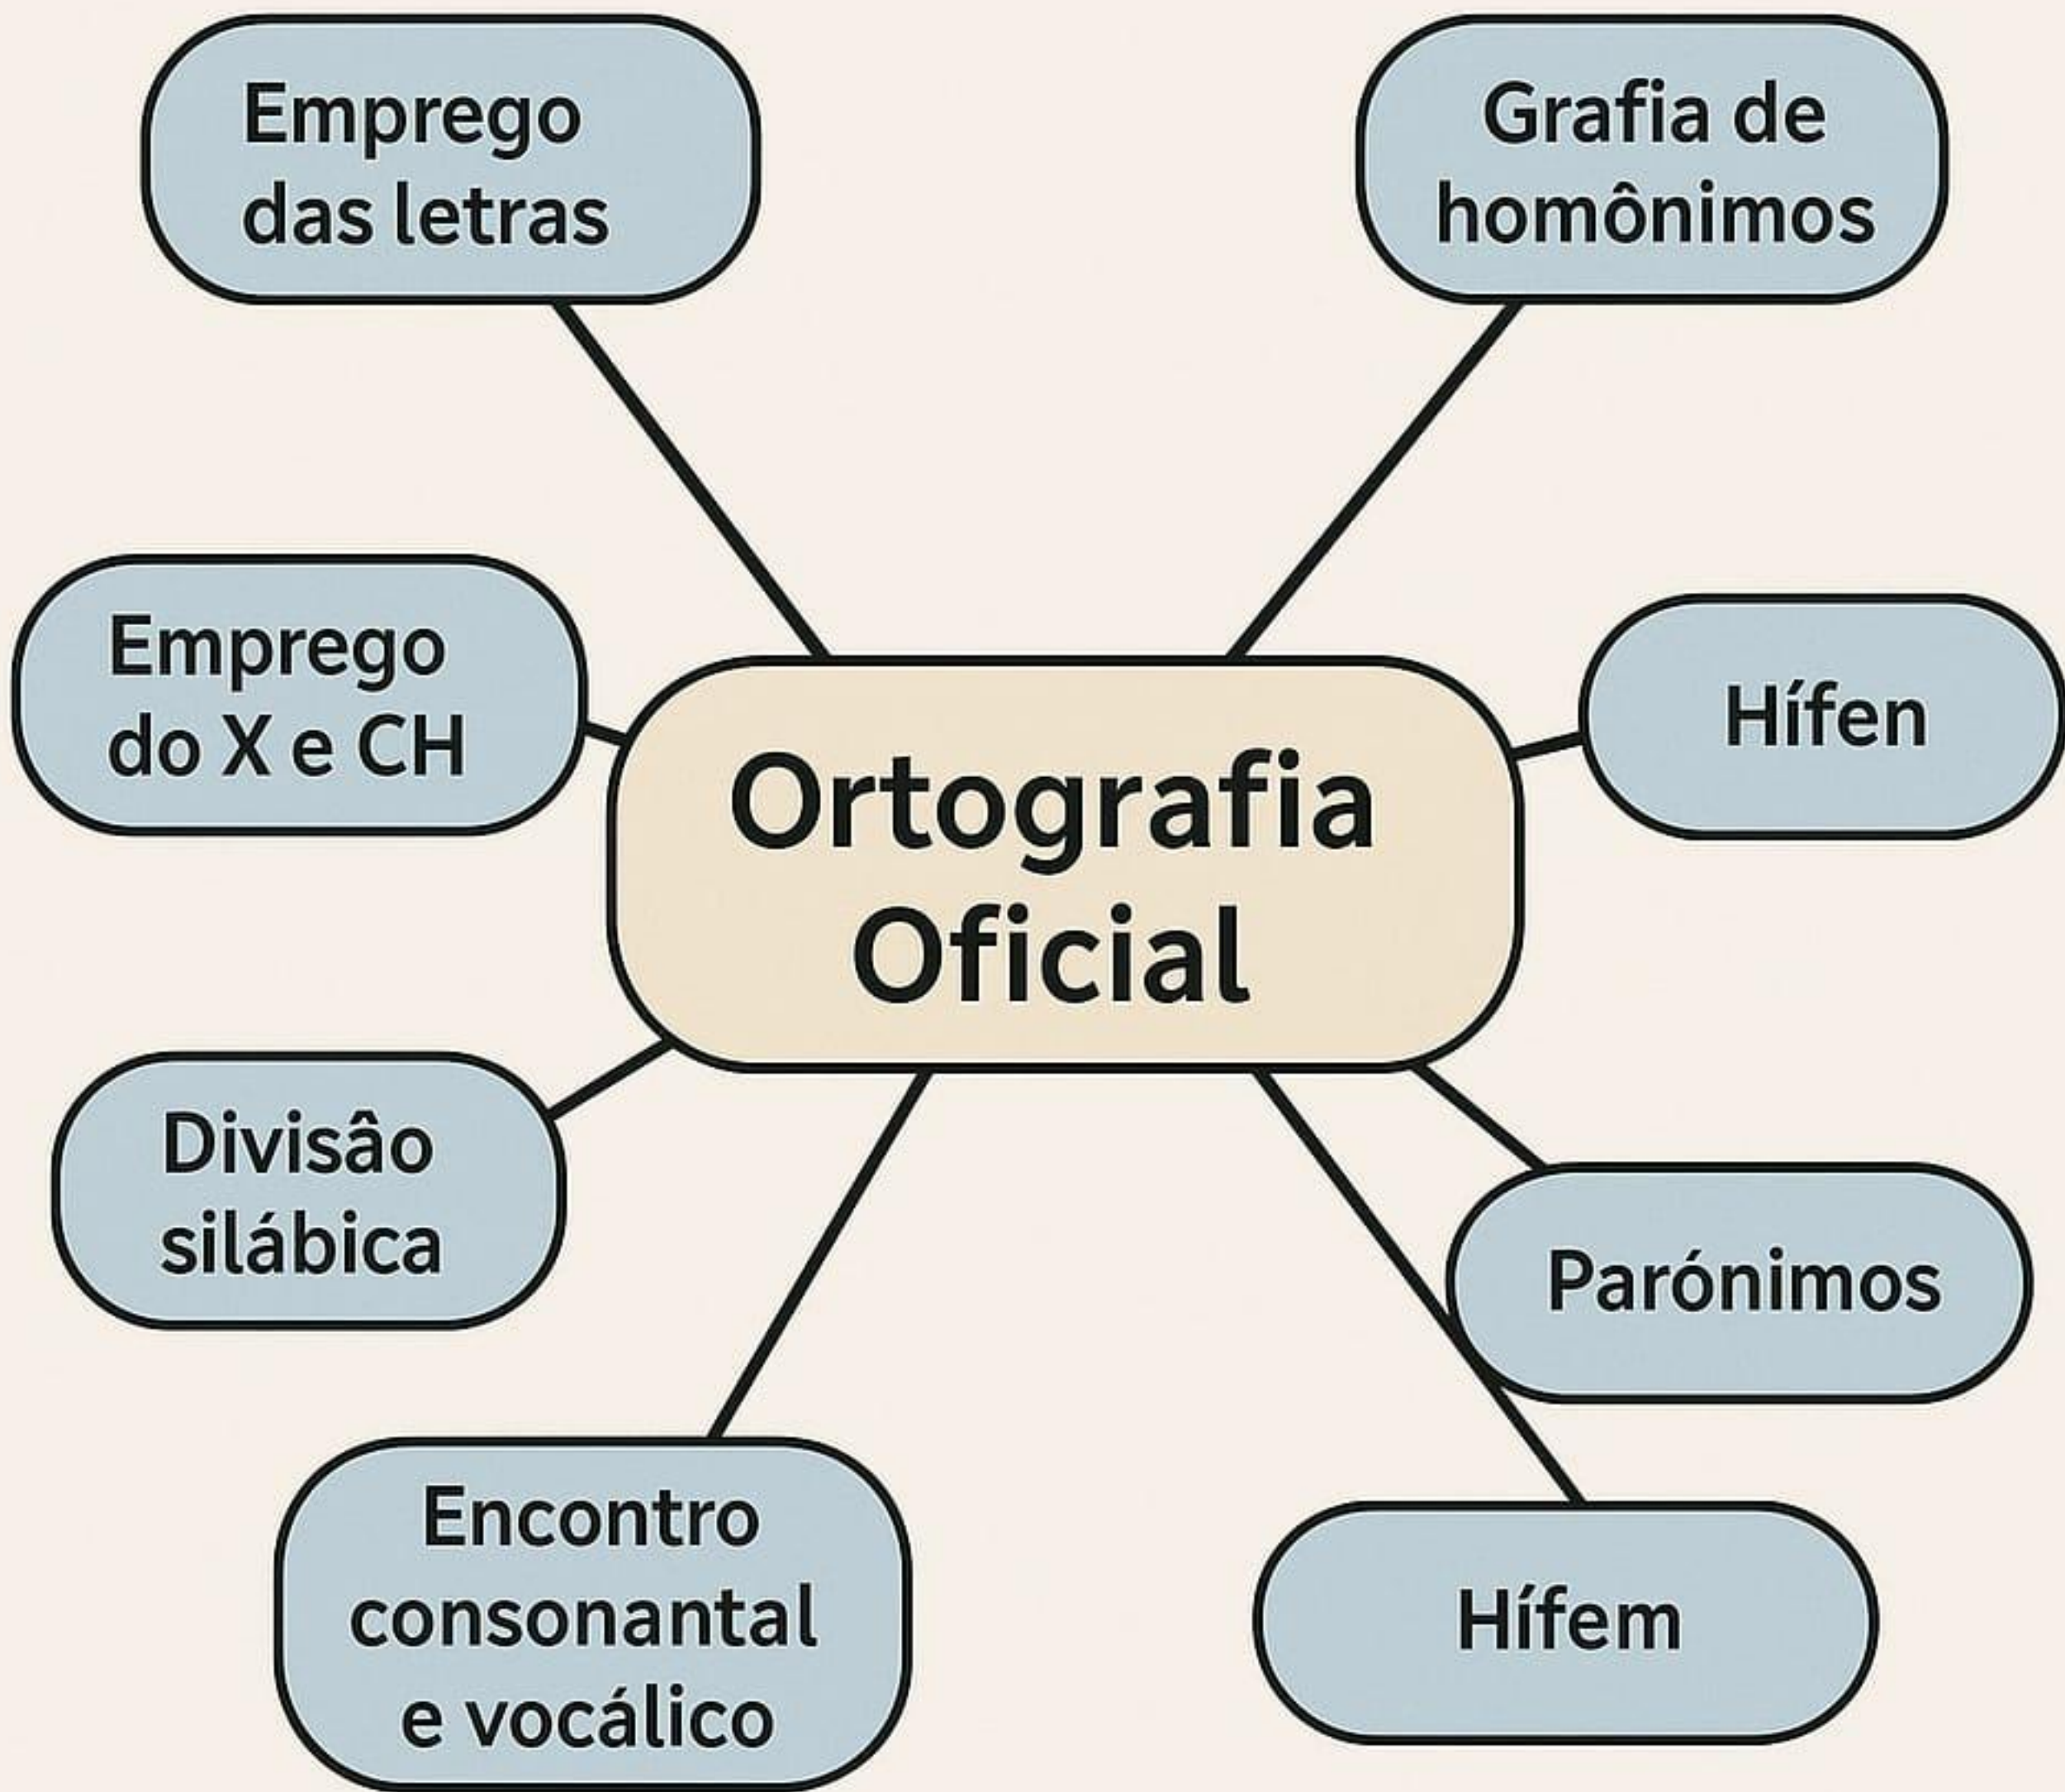 Emprego
das letras
Grafia de
homônimos
Emprego
do X e CH
Hífen
Ortografia
Oficial
Divisâo
silábica
Parónimos
Encontro
consonantal
e vocálico
Hífem